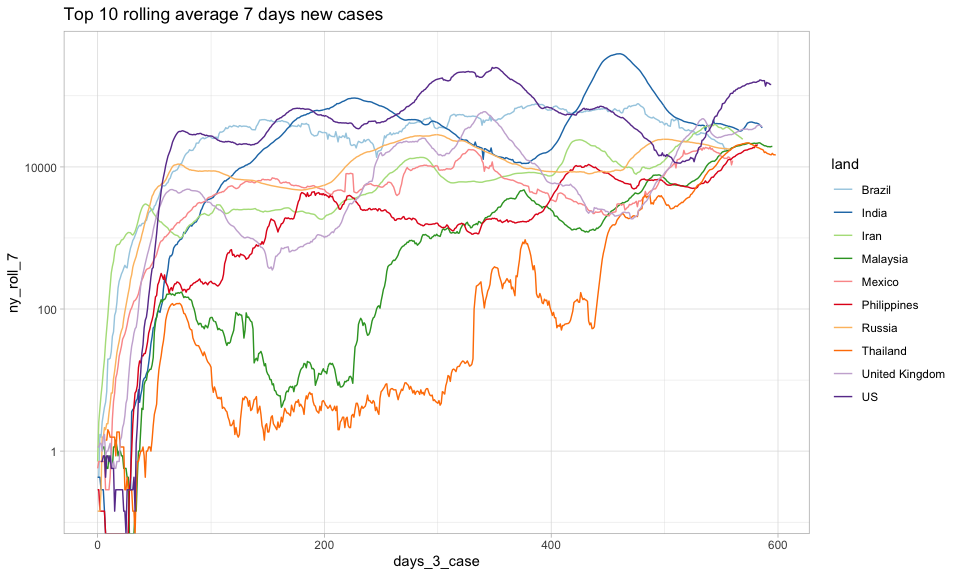 Top 10 rolling average 7 days new cases
ny_roll_7
10000
100
1
0
200
400
600
days_3_case
land
Brazil
India
Iran
Malaysia
Mexico
Philippines
Russia
Thailand
United Kingdom
US